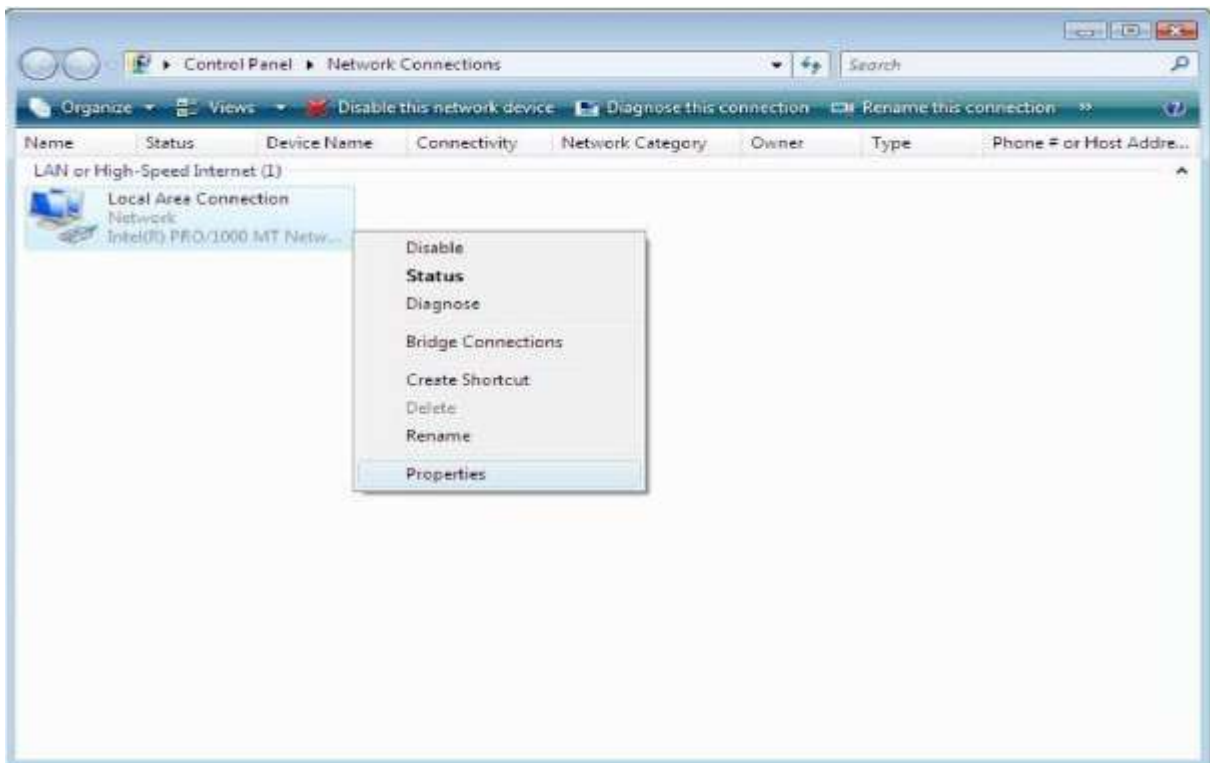 Control Panel ▸ Network Connections
Search
Organize Views Disable this network device Diagnose this connection Rename this connection »
Name Status Device Name Connectivity Network Category Owner Type Phone # or Host Addre...
LAN or High-Speed Internet (1)
Local Area Connection
Network
Intel(R) PRO/1000 MT Netw...
Disable
Status
Diagnose
Bridge Connections
Create Shortcut
Delete
Rename
Properties